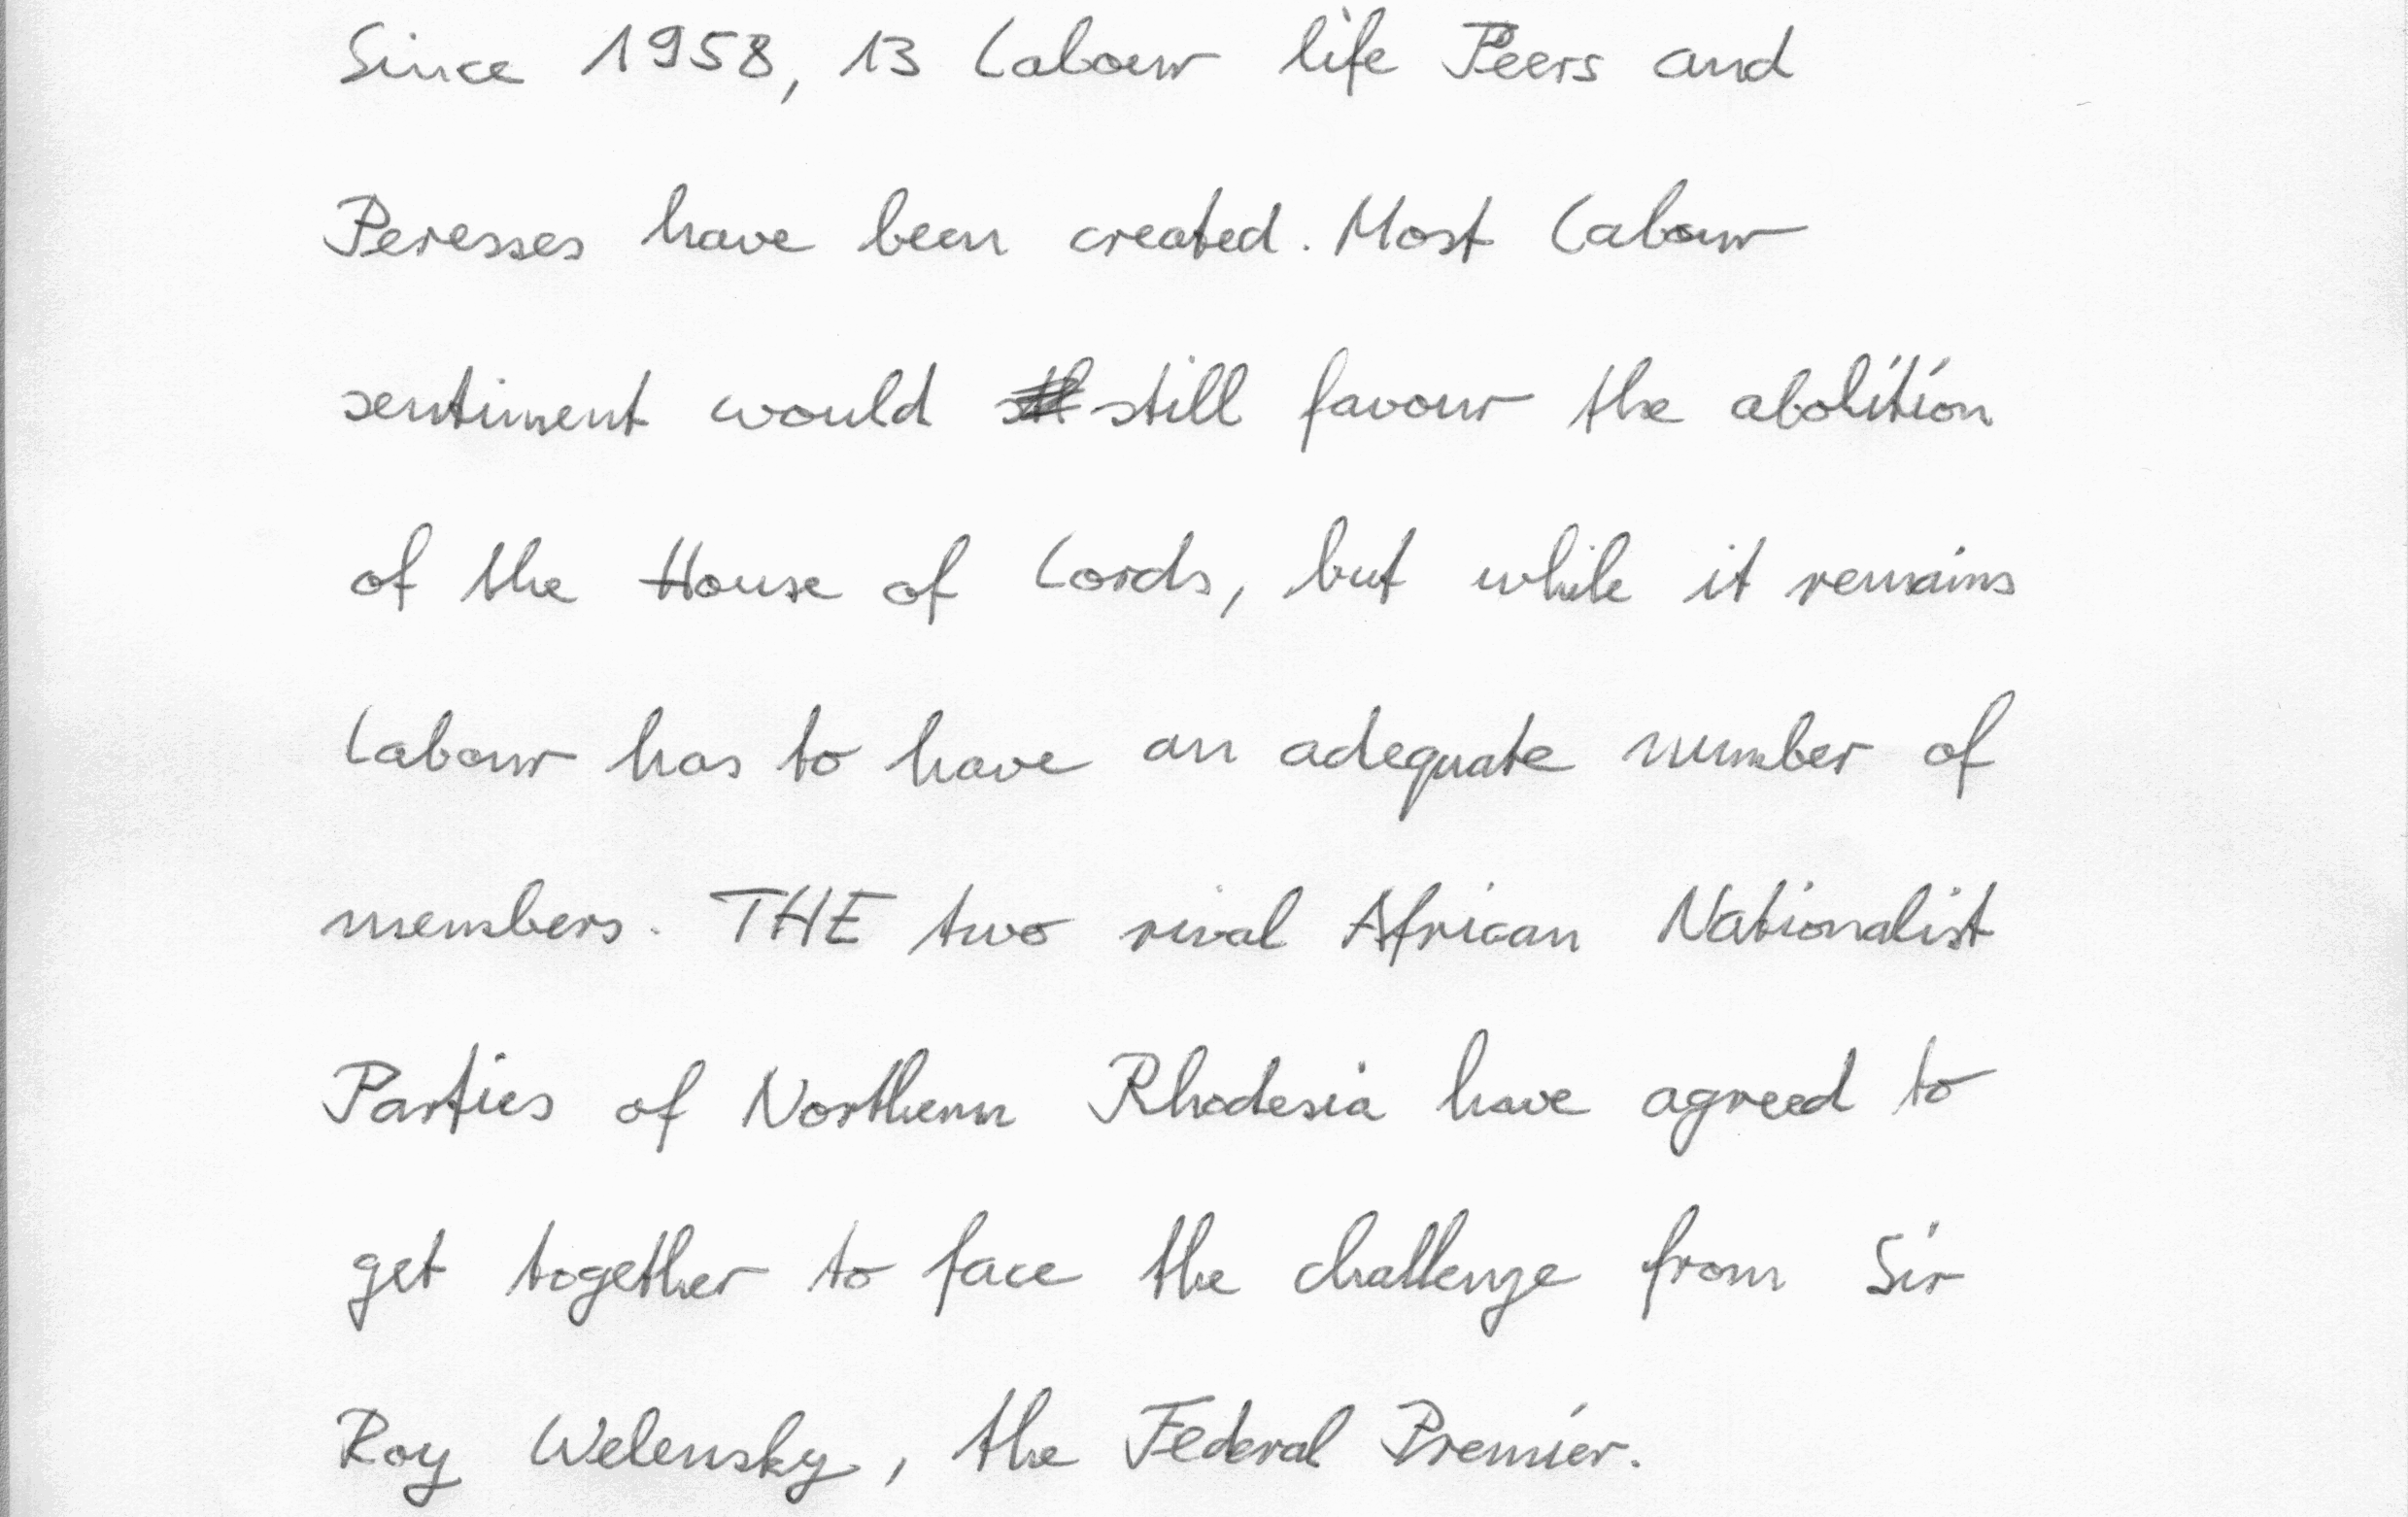 Since 1958, 13 Labour life Peers and
Peresses have been created. Most Labour
sentiment would still favour the abolition
of the House of Lords, but while it remains
Labour has to have an adequate number of
members. THE two rival African Nationalist
Parties of Northern Rhodesia have agreed to
get together to face the challenge from Sir
Roy Welensky, the Federal Premier.